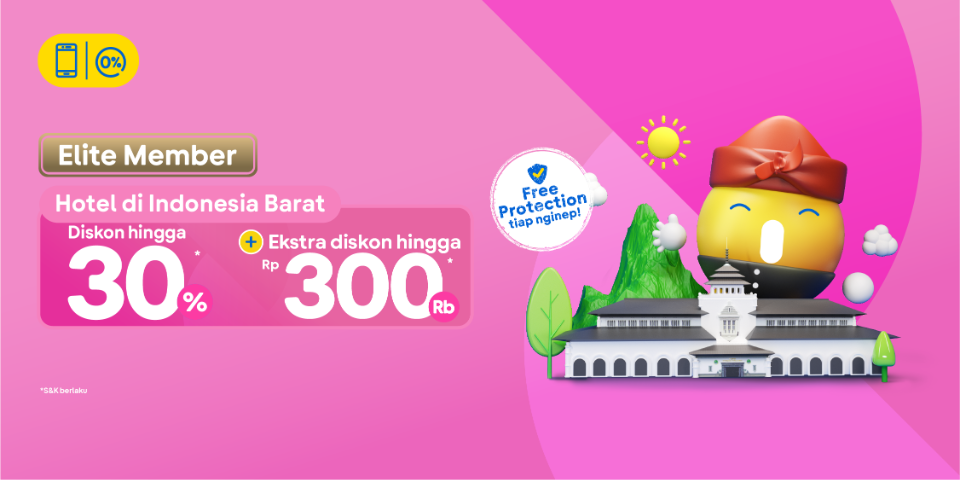 0%
Elite Member
Hotel di Indonesia Barat
Diskon hingga
30%*
+ Ekstra diskon hingga
Rp 300Rb*
Free
Protection
tiap nginep!
*S&K berlaku